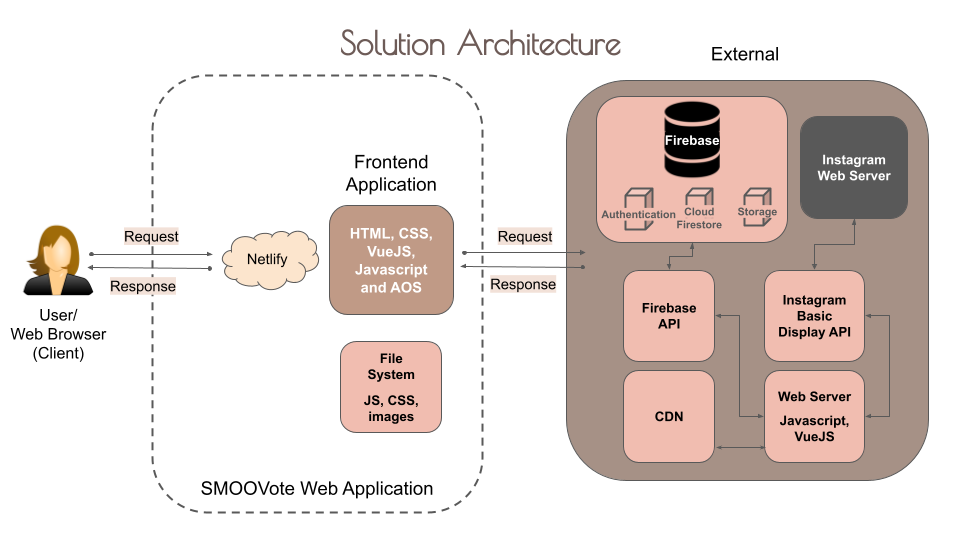 Solution Architecture
External
Firebase
Authentication
Cloud
Firestore
Storage
Instagram
Web Server
Frontend
Application
HTML, CSS,
VueJS,
Javascript
and AOS
Request
Response
Netlify
Request
Response
User/
Web Browser
(Client)
File
System
JS, CSS,
images
Firebase
API
Instagram
Basic
Display API
CDN
Web Server
Javascript,
VueJS
SMOOVote Web Application